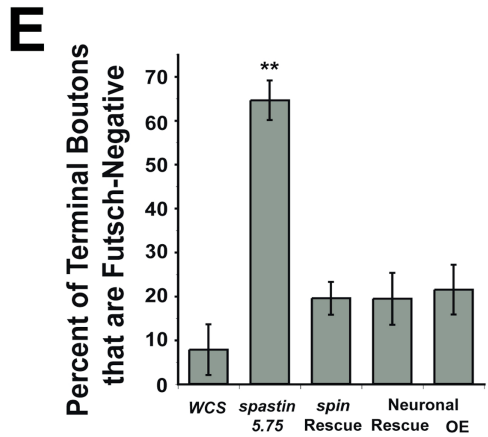 E
Percent of Terminal Boutons
that are Futsch-Negative
**
70
60
50
40
30
20
10
0
WCS spastin spin Neuronal
5.75 Rescue Rescue OE